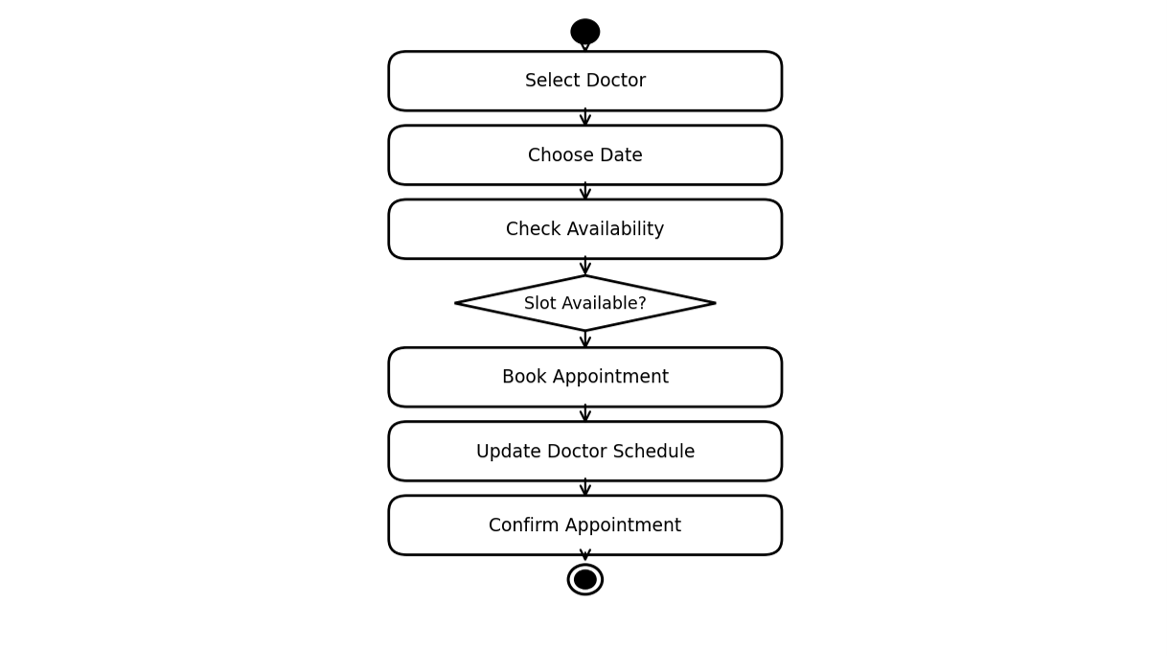 Select Doctor
Choose Date
Check Availability
Slot Available?
Book Appointment
Update Doctor Schedule
Confirm Appointment